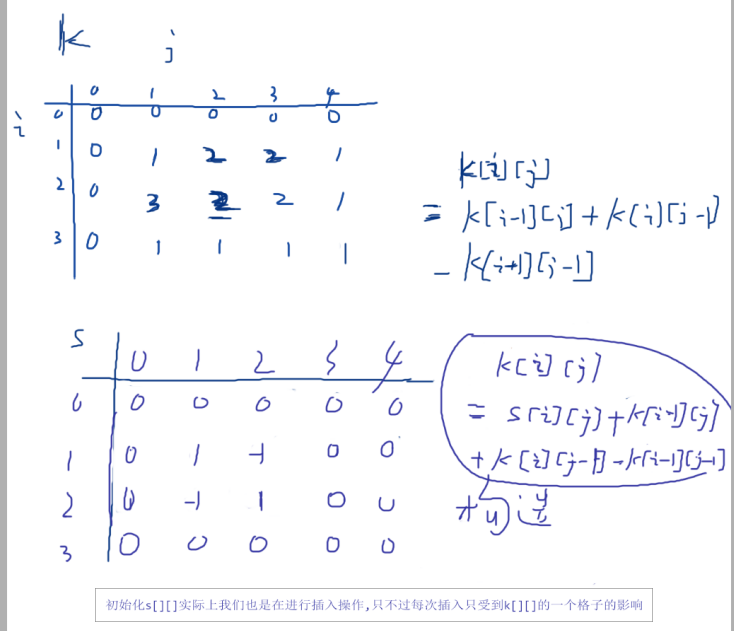 k j
0 1 2 3 4
i
0 0 0 0 0 0
1 0 1 2 2 1
2 0 3 2 2 1
3 0 1 1 1 1
k[i][j]
= k[i-1][j] + k[i][j-1]
- k[i+1][j-1]
s 0 1 2 3 4
0 0 0 0 0 0
1 0 1 -1 0 0
2 0 -1 1 0 0
3 0 0 0 0 0
k[i][j]
= s[i][j] + k[i-1][j]
+ k[i][j-1] - k[i-1][j-1]
构造
初始化s[][]实际上我们也是在进行插入操作,只不过每次插入只受到k[][]的一个格子的影响